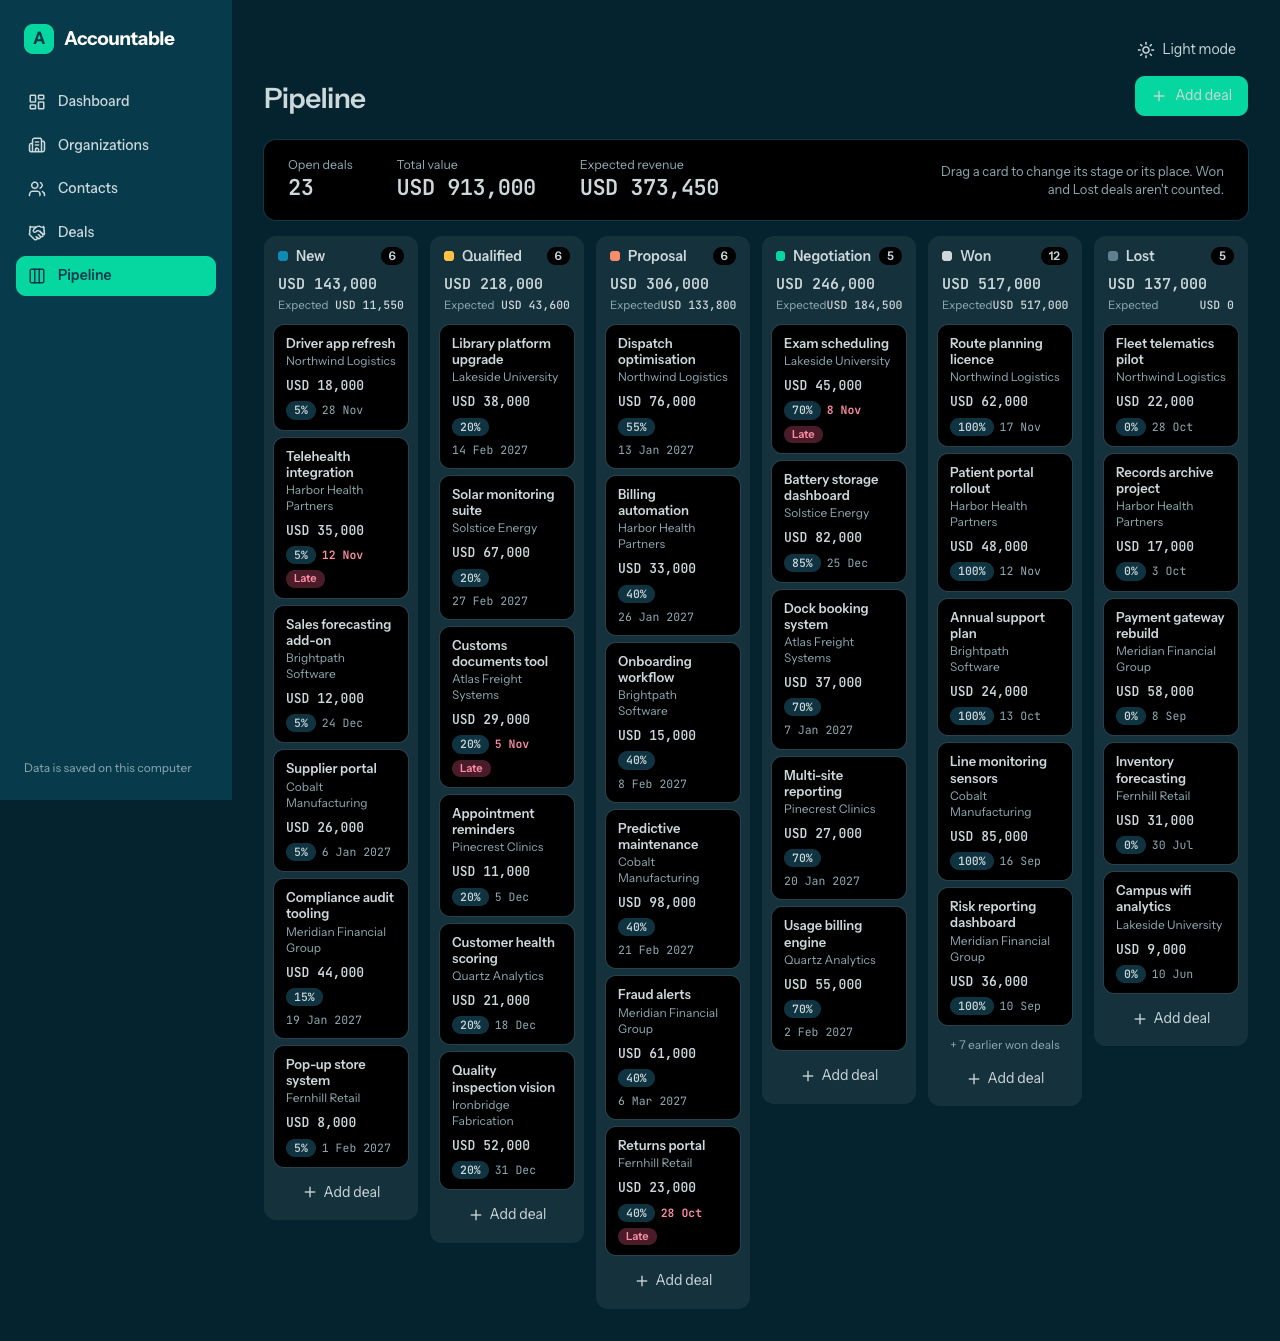 A Accountable
Dashboard
Organizations
Contacts
Deals
Pipeline
Data is saved on this computer
Light mode
Pipeline
+ Add deal
Open deals
23
Total value
USD 913,000
Expected revenue
USD 373,450
Drag a card to change its stage or its place. Won
and Lost deals aren't counted.
New 6
USD 143,000
Expected USD 11,550
Driver app refresh
Northwind Logistics
USD 18,000
5% 28 Nov
Telehealth
integration
Harbor Health
Partners
USD 35,000
5% 12 Nov
Late
Sales forecasting
add-on
Brightpath
Software
USD 12,000
5% 24 Dec
Supplier portal
Cobalt
Manufacturing
USD 26,000
5% 6 Jan 2027
Compliance audit
tooling
Meridian Financial
Group
USD 44,000
15%
19 Jan 2027
Pop-up store
system
Fernhill Retail
USD 8,000
5% 1 Feb 2027
+ Add deal
Qualified 6
USD 218,000
Expected USD 43,600
Library platform
upgrade
Lakeside University
USD 38,000
20%
14 Feb 2027
Solar monitoring
suite
Solstice Energy
USD 67,000
20%
27 Feb 2027
Customs
documents tool
Atlas Freight
Systems
USD 29,000
20% 5 Nov
Late
Appointment
reminders
Pinecrest Clinics
USD 11,000
20% 5 Dec
Customer health
scoring
Quartz Analytics
USD 21,000
20% 18 Dec
Quality
inspection vision
Ironbridge
Fabrication
USD 52,000
20% 31 Dec
+ Add deal
Proposal 6
USD 306,000
Expected USD 133,800
Dispatch
optimisation
Northwind Logistics
USD 76,000
55%
13 Jan 2027
Billing
automation
Harbor Health
Partners
USD 33,000
40%
26 Jan 2027
Onboarding
workflow
Brightpath
Software
USD 15,000
40%
8 Feb 2027
Predictive
maintenance
Cobalt
Manufacturing
USD 98,000
40%
21 Feb 2027
Fraud alerts
Meridian Financial
Group
USD 61,000
40%
6 Mar 2027
Returns portal
Fernhill Retail
USD 23,000
40% 28 Oct
Late
+ Add deal
Negotiation 5
USD 246,000
Expected USD 184,500
Exam scheduling
Lakeside University
USD 45,000
70% 8 Nov
Late
Battery storage
dashboard
Solstice Energy
USD 82,000
85% 25 Dec
Dock booking
system
Atlas Freight
Systems
USD 37,000
70%
7 Jan 2027
Multi-site
reporting
Pinecrest Clinics
USD 27,000
70%
20 Jan 2027
Usage billing
engine
Quartz Analytics
USD 55,000
70%
2 Feb 2027
+ Add deal
Won 12
USD 517,000
Expected USD 517,000
Route planning
licence
Northwind Logistics
USD 62,000
100% 17 Nov
Patient portal
rollout
Harbor Health
Partners
USD 48,000
100% 12 Nov
Annual support
plan
Brightpath
Software
USD 24,000
100% 13 Oct
Line monitoring
sensors
Cobalt
Manufacturing
USD 85,000
100% 16 Sep
Risk reporting
dashboard
Meridian Financial
Group
USD 36,000
100% 10 Sep
+ 7 earlier won deals
+ Add deal
Lost 5
USD 137,000
Expected USD 0
Fleet telematics
pilot
Northwind Logistics
USD 22,000
0% 28 Oct
Records archive
project
Harbor Health
Partners
USD 17,000
0% 3 Oct
Payment gateway
rebuild
Meridian Financial
Group
USD 58,000
0% 8 Sep
Inventory
forecasting
Fernhill Retail
USD 31,000
0% 30 Jul
Campus wifi
analytics
Lakeside University
USD 9,000
0% 10 Jun
+ Add deal